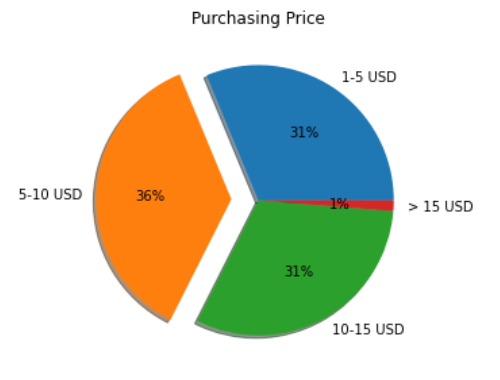 Purchasing Price
1-5 USD
31%
5-10 USD
36%
1%
> 15 USD
31%
10-15 USD